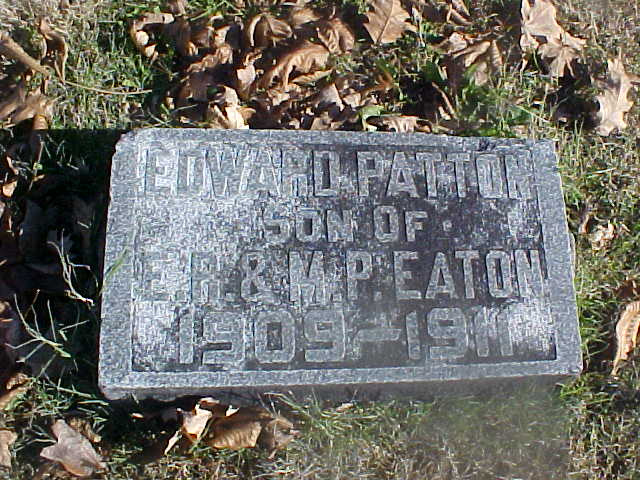 EDWARD PATTON
SON OF
E.H. & M.P. EATON
1909–1911